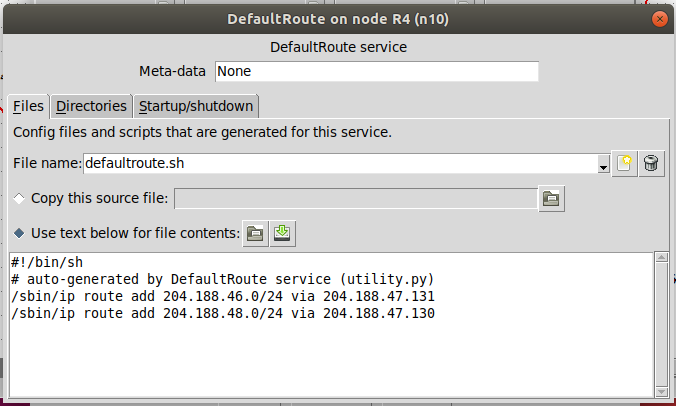 DefaultRoute on node R4 (n10)
DefaultRoute service
Meta-data None
Files Directories Startup/shutdown
Config files and scripts that are generated for this service.
File name: defaultroute.sh
Copy this source file:
Use text below for file contents:
#!/bin/sh
# auto-generated by DefaultRoute service (utility.py)
/sbin/ip route add 204.188.46.0/24 via 204.188.47.131
/sbin/ip route add 204.188.48.0/24 via 204.188.47.130